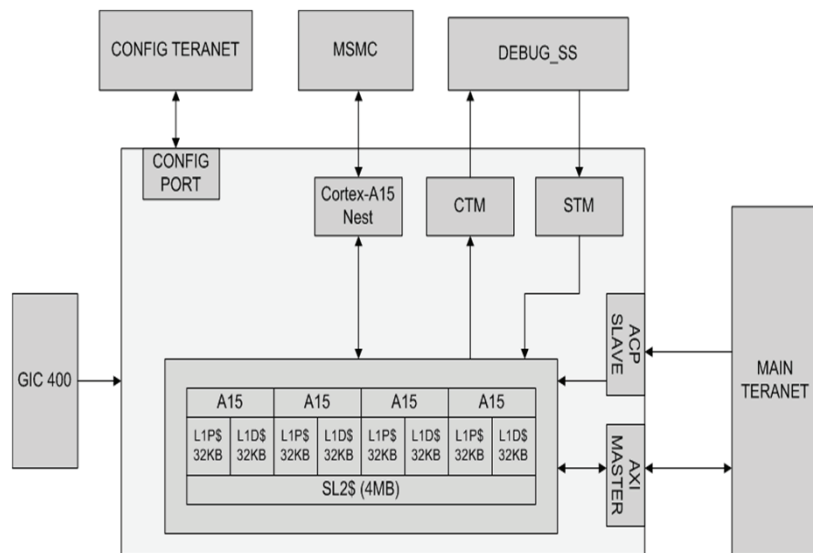 CONFIG TERANET
MSMC
DEBUG_SS
CONFIG
PORT
Cortex-A15
Nest
CTM
STM
GIC 400
ACP
SLAVE
MAIN
TERANET
A15
A15
A15
A15
L1P$
32KB
L1D$
32KB
L1P$
32KB
L1D$
32KB
L1P$
32KB
L1D$
32KB
L1P$
32KB
L1D$
32KB
SL2$ (4MB)
AXI
MASTER